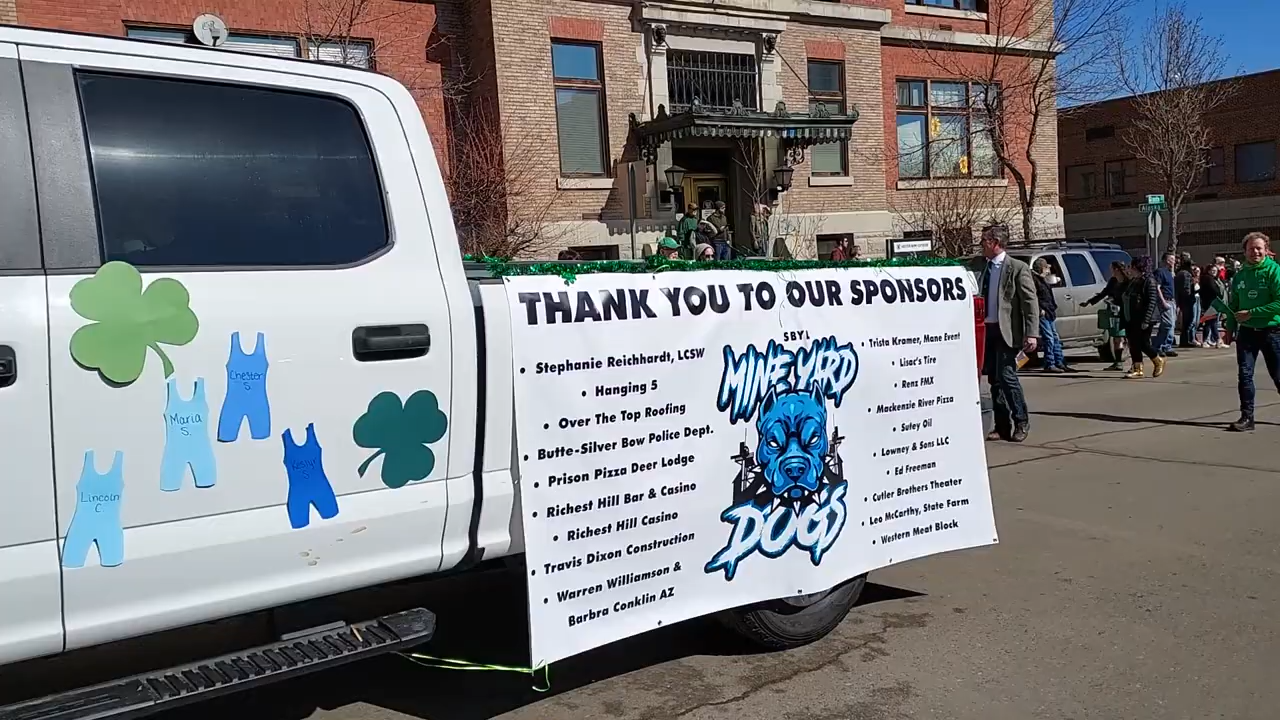 THANK YOU TO OUR SPONSORS
• Stephanie Reichhardt, LCSW
• Hanging 5
• Over The Top Roofing
• Butte-Silver Bow Police Dept.
• Prison Pizza Deer Lodge
• Richest Hill Bar & Casino
• Richest Hill Casino
• Travis Dixon Construction
• Warren Williamson &
Barbra Conklin AZ
SBYL
MINE YARD
DOGS
• Trista Kramer, Mane Event
• Lisac's Tire
• Renz FMX
• Mackenzie River Pizza
• Sutey Oil
• Lowney & Sons LLC
• Ed Freeman
• Cutler Brothers Theater
• Leo McCarthy, State Farm
• Western Meat Block
Chester
S.
Maria
S.
Lincoln
C